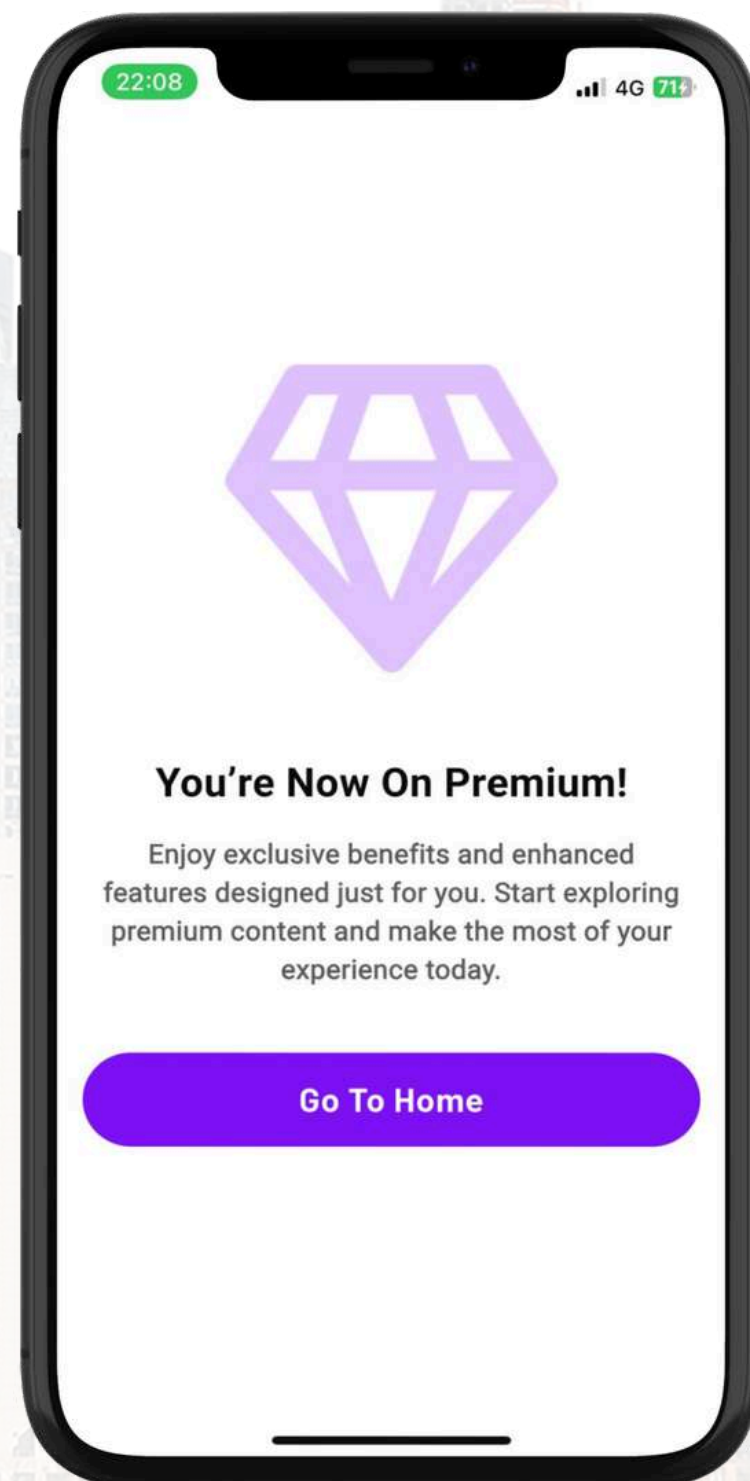 22:08
4G 71
You’re Now On Premium!
Enjoy exclusive benefits and enhanced
features designed just for you. Start exploring
premium content and make the most of your
experience today.
Go To Home